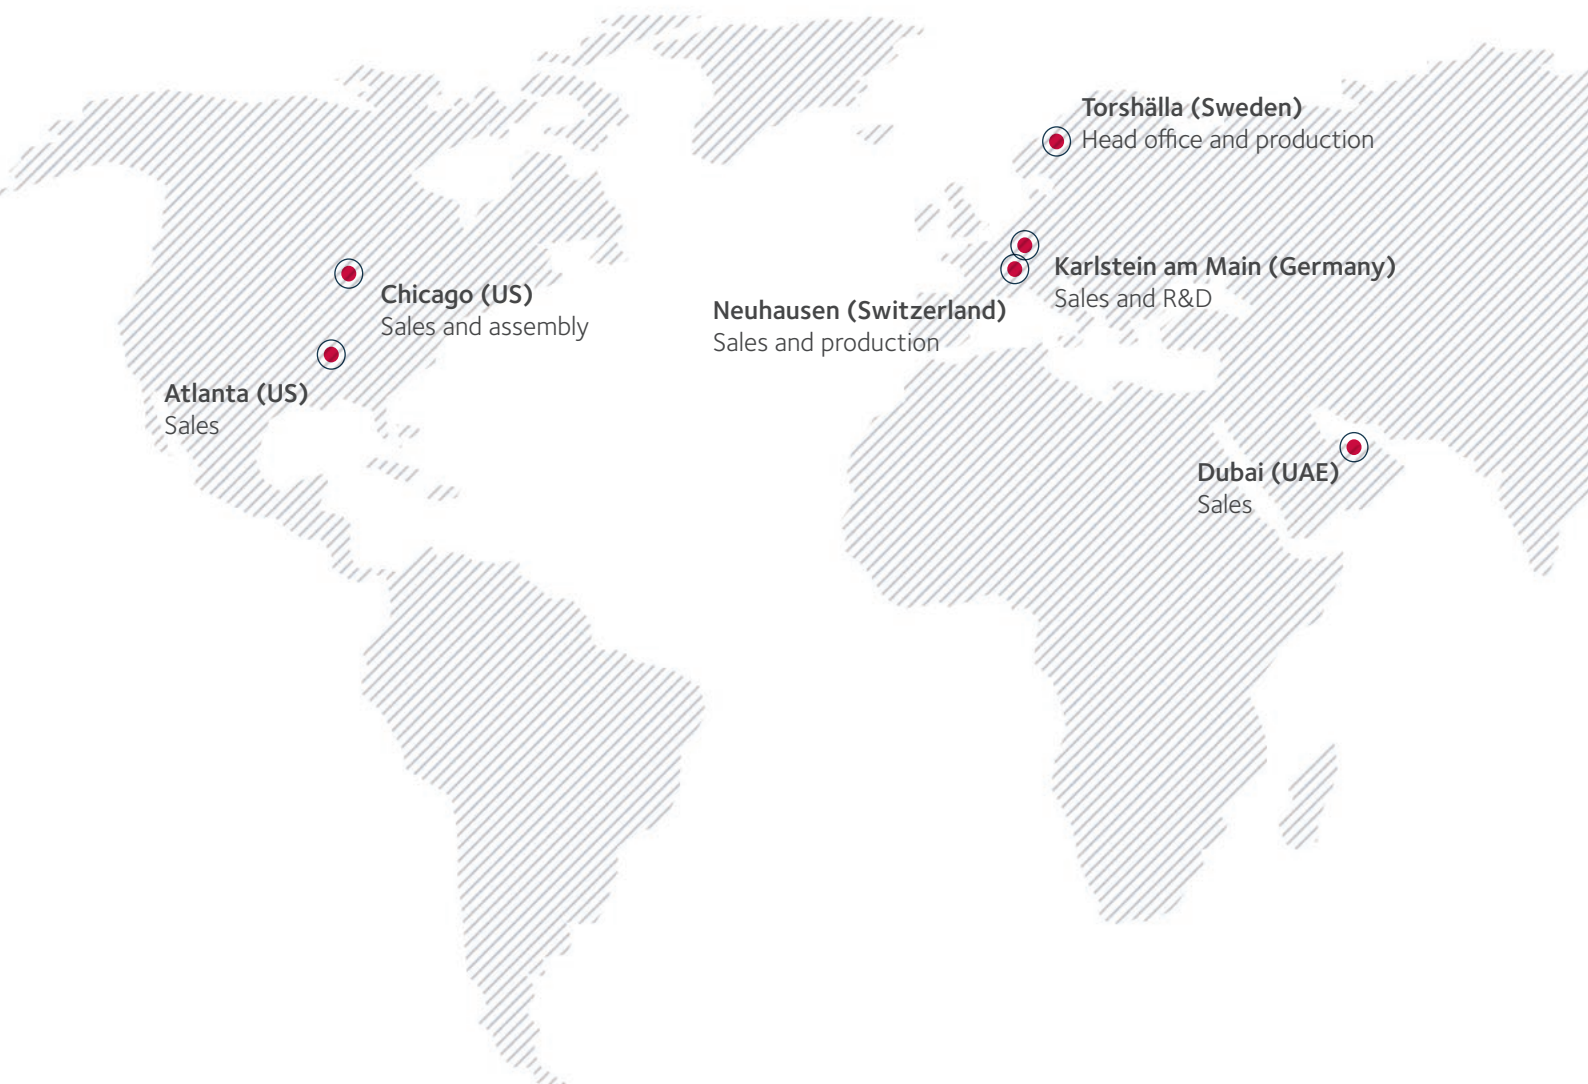 Torshälla (Sweden)
Head office and production
Karlstein am Main (Germany)
Sales and R&D
Chicago (US)
Sales and assembly
Neuhausen (Switzerland)
Sales and production
Atlanta (US)
Sales
Dubai (UAE)
Sales